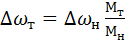 Δω_т = Δω_н M_т/M_н